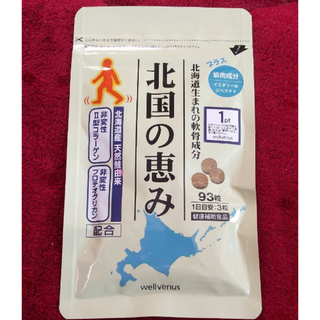 北国の恵み
北海道生まれの軟骨成分
プラス
筋肉成分
イミダゾール
ジペプチド
1pt
wellvenus
北海道産 天然鮭由来
非変性
II型コラーゲン
非変性
プロテオグリカン
配合
93粒
1日目安:3粒
健康補助食品
wellvenus